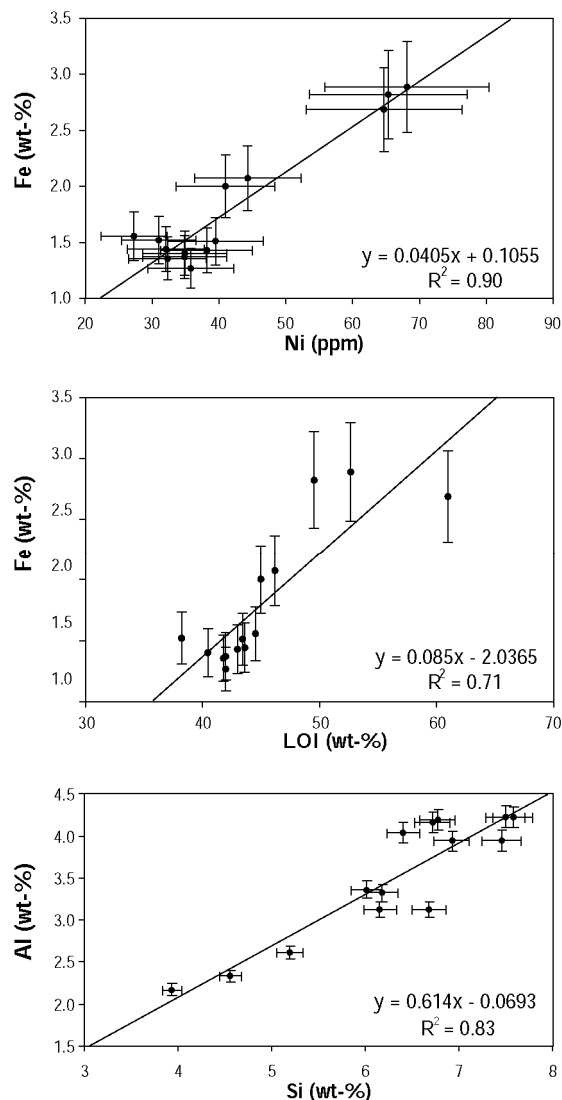 3.5
3.0
2.5
2.0
1.5
1.0
Fe (wt-%)
y = 0.0405x + 0.1055
R² = 0.90
20 30 40 50 60 70 80 90
Ni (ppm)
3.5
3.0
2.5
2.0
1.5
1.0
Fe (wt-%)
y = 0.085x - 2.0365
R² = 0.71
30 40 50 60 70
LOI (wt-%)
4.5
4.0
3.5
3.0
2.5
2.0
1.5
Al (wt-%)
y = 0.614x - 0.0693
R² = 0.83
3 4 5 6 7 8
Si (wt-%)